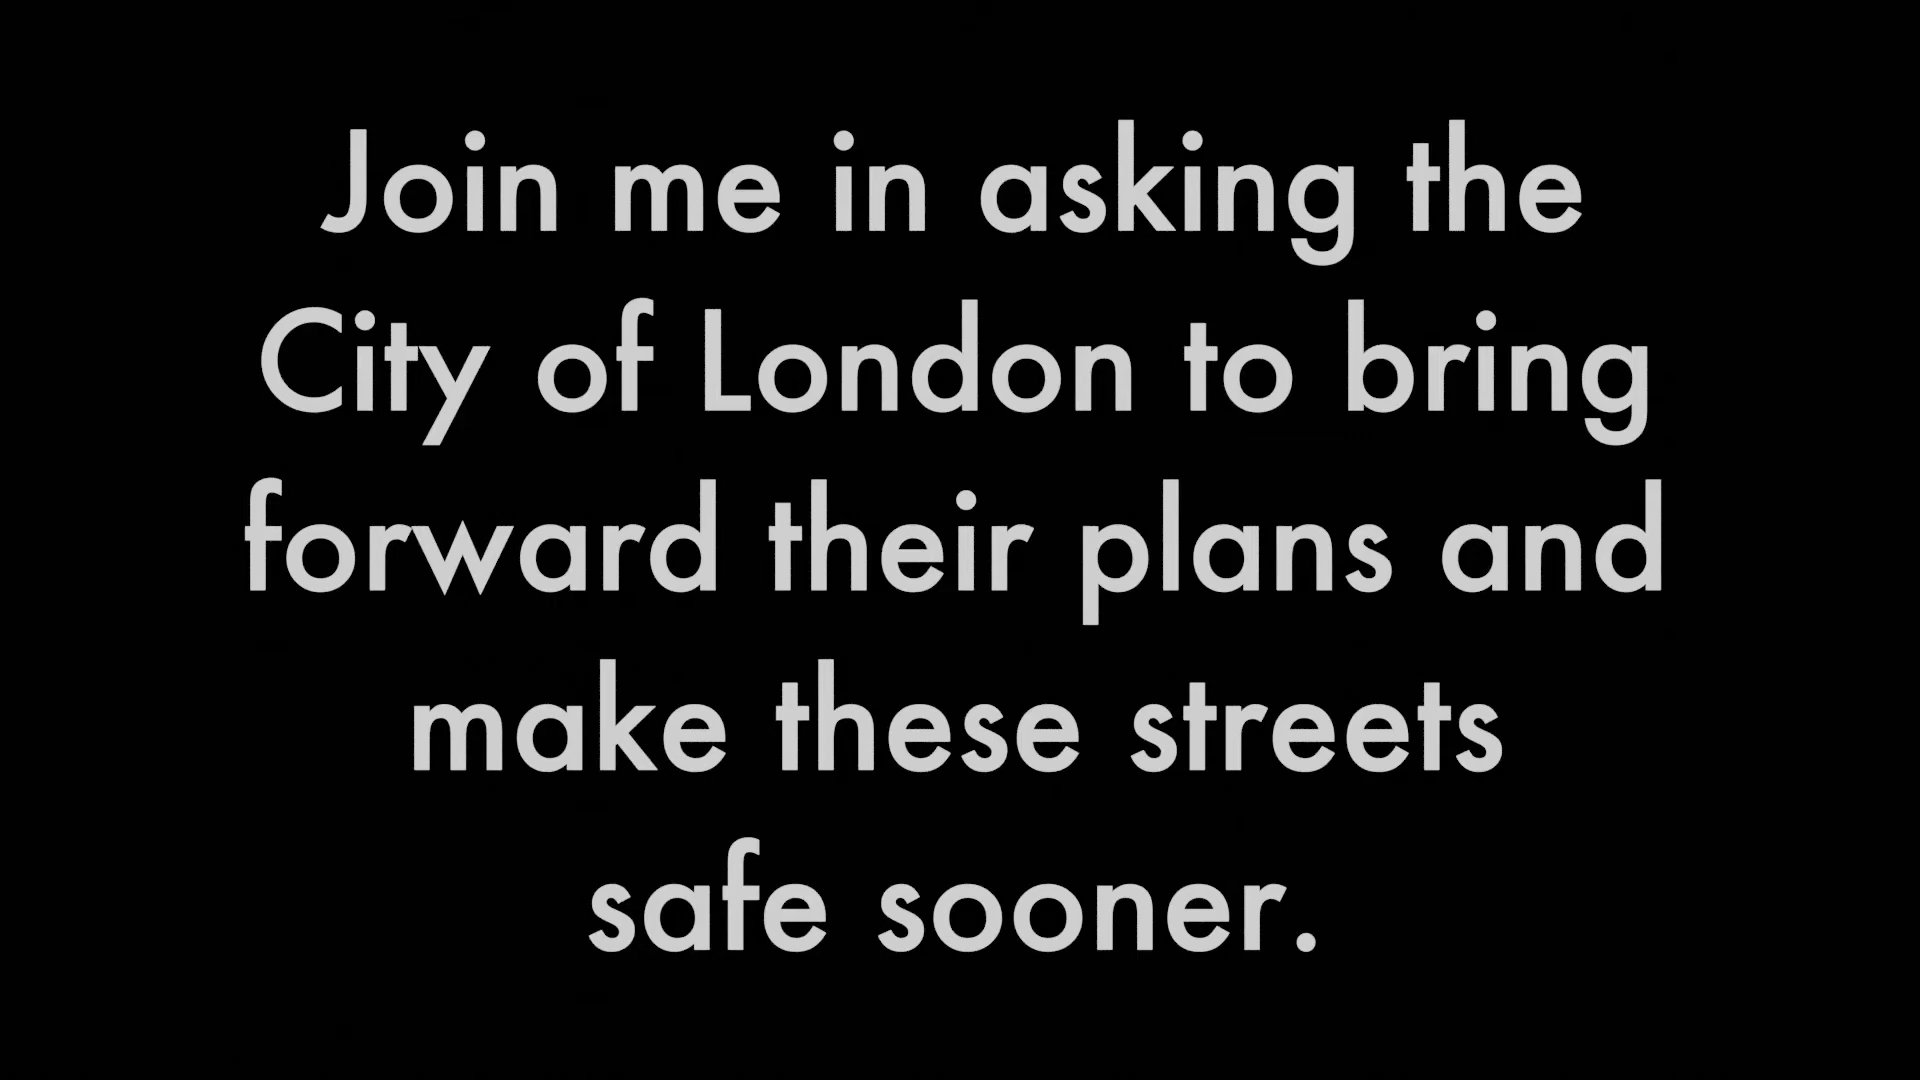 Join me in asking the
City of London to bring
forward their plans and
make these streets
safe sooner.